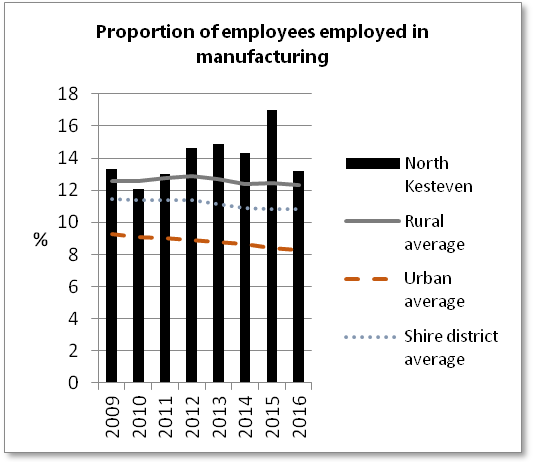 Proportion of employees employed in
manufacturing
18
16
14
12
10
8
6
4
2
0
%
2009
2010
2011
2012
2013
2014
2015
2016
North
Kesteven
Rural
average
Urban
average
Shire district
average